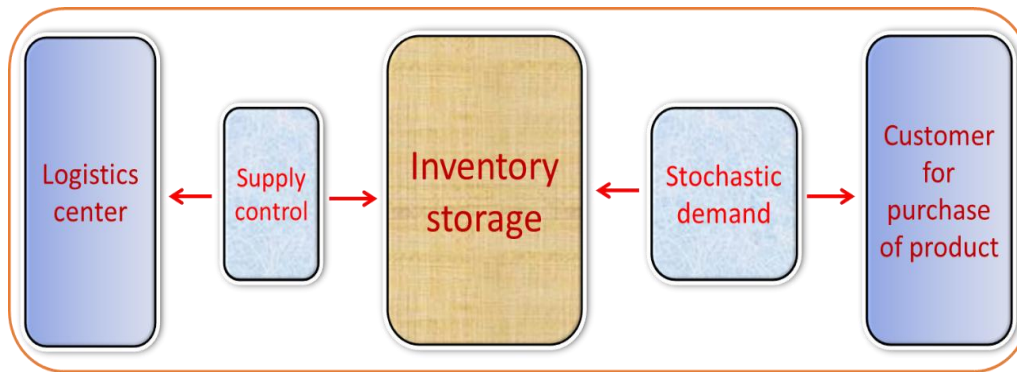 Logistics
center
Supply
control
Inventory
storage
Stochastic
demand
Customer
for
purchase
of product